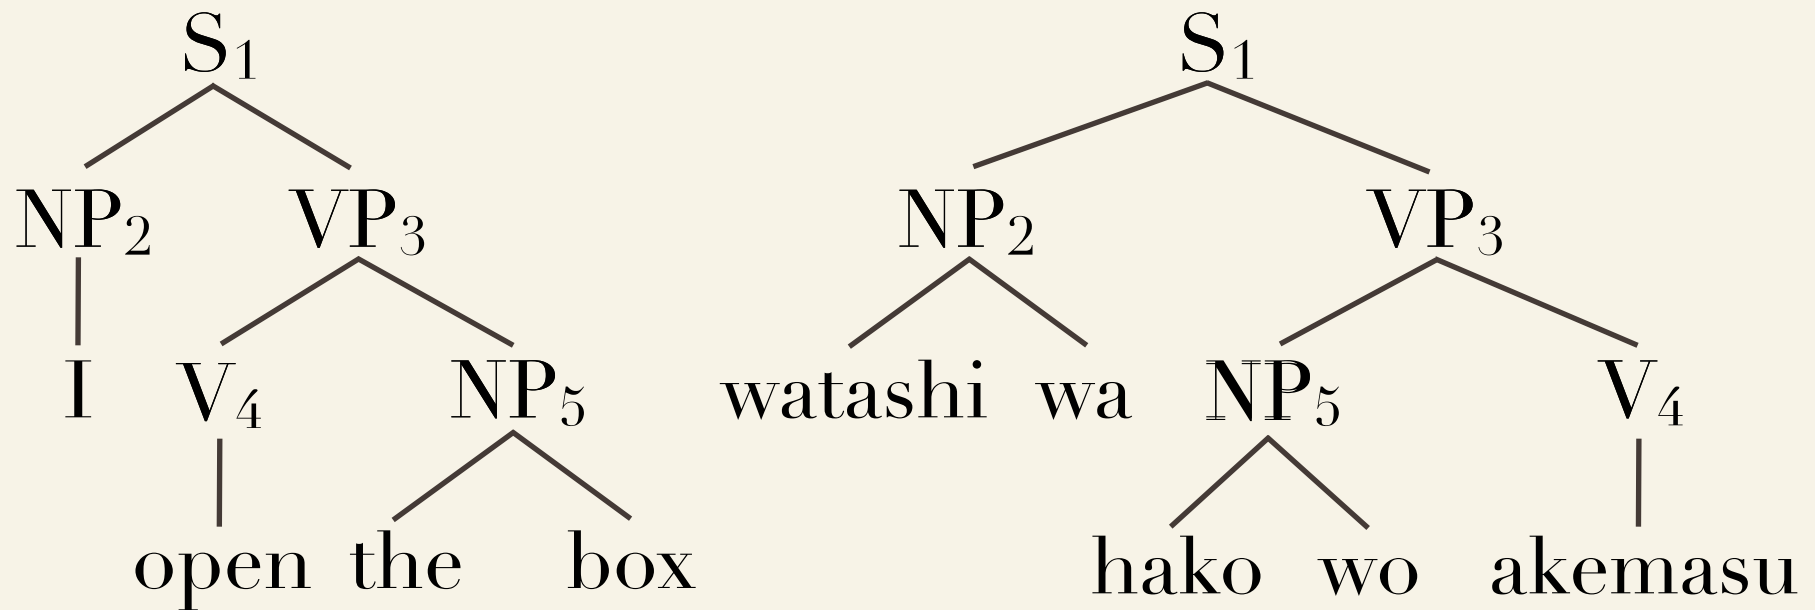 S1 S1
NP2 VP3 NP2 VP3
I V4 NP5 watashi wa NP5 V4
open the box hako wo akemasu